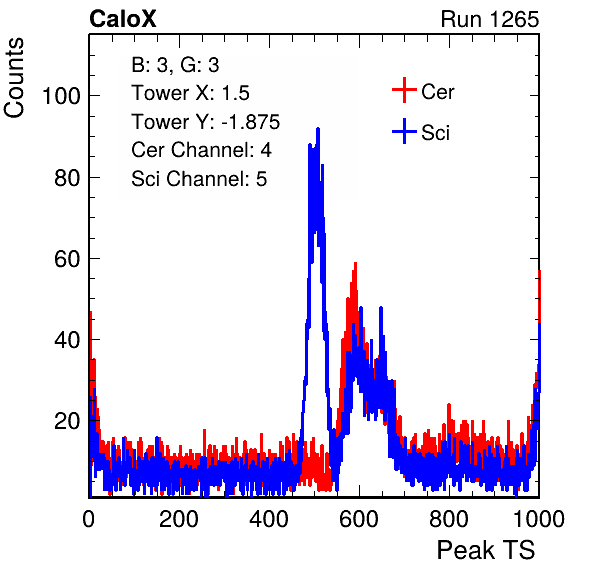 CaloX Run 1265
Counts
B: 3, G: 3
Tower X: 1.5
Tower Y: -1.875
Cer Channel: 4
Sci Channel: 5
Cer
Sci
100
80
60
40
20
0 200 400 600 800 1000
Peak TS